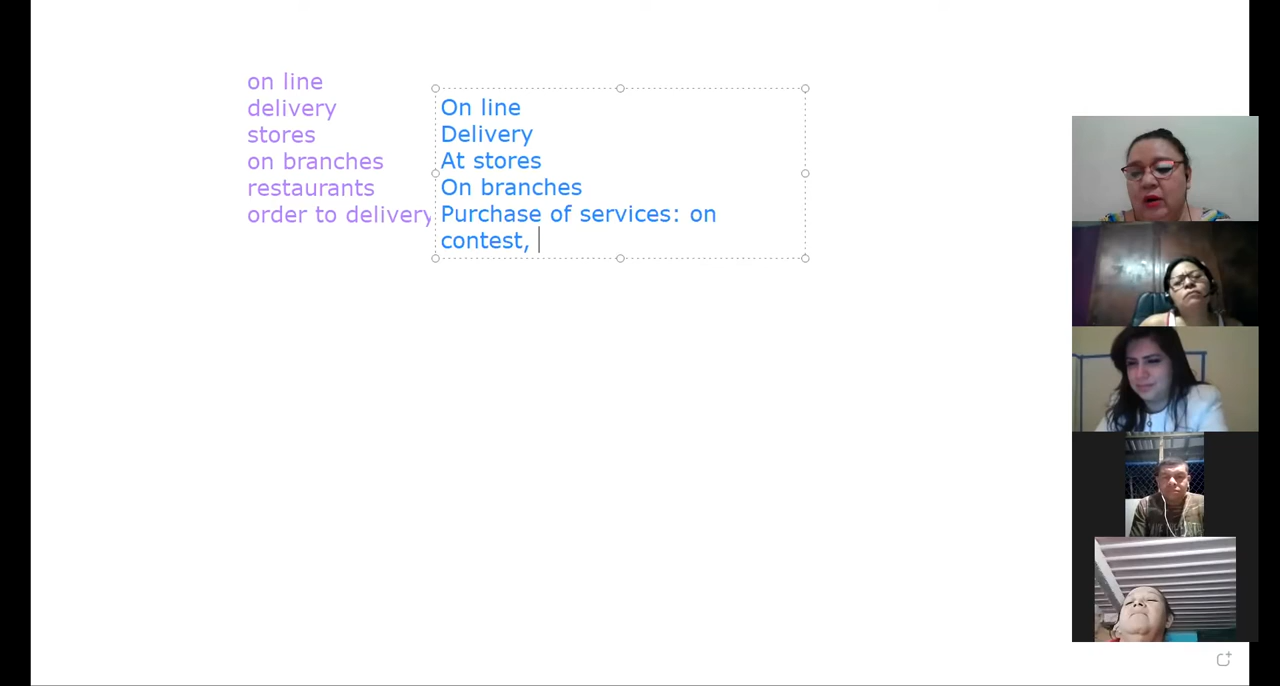 on line
delivery
stores
on branches
restaurants
order to delivery
On line
Delivery
At stores
On branches
Purchase of services: on
contest,